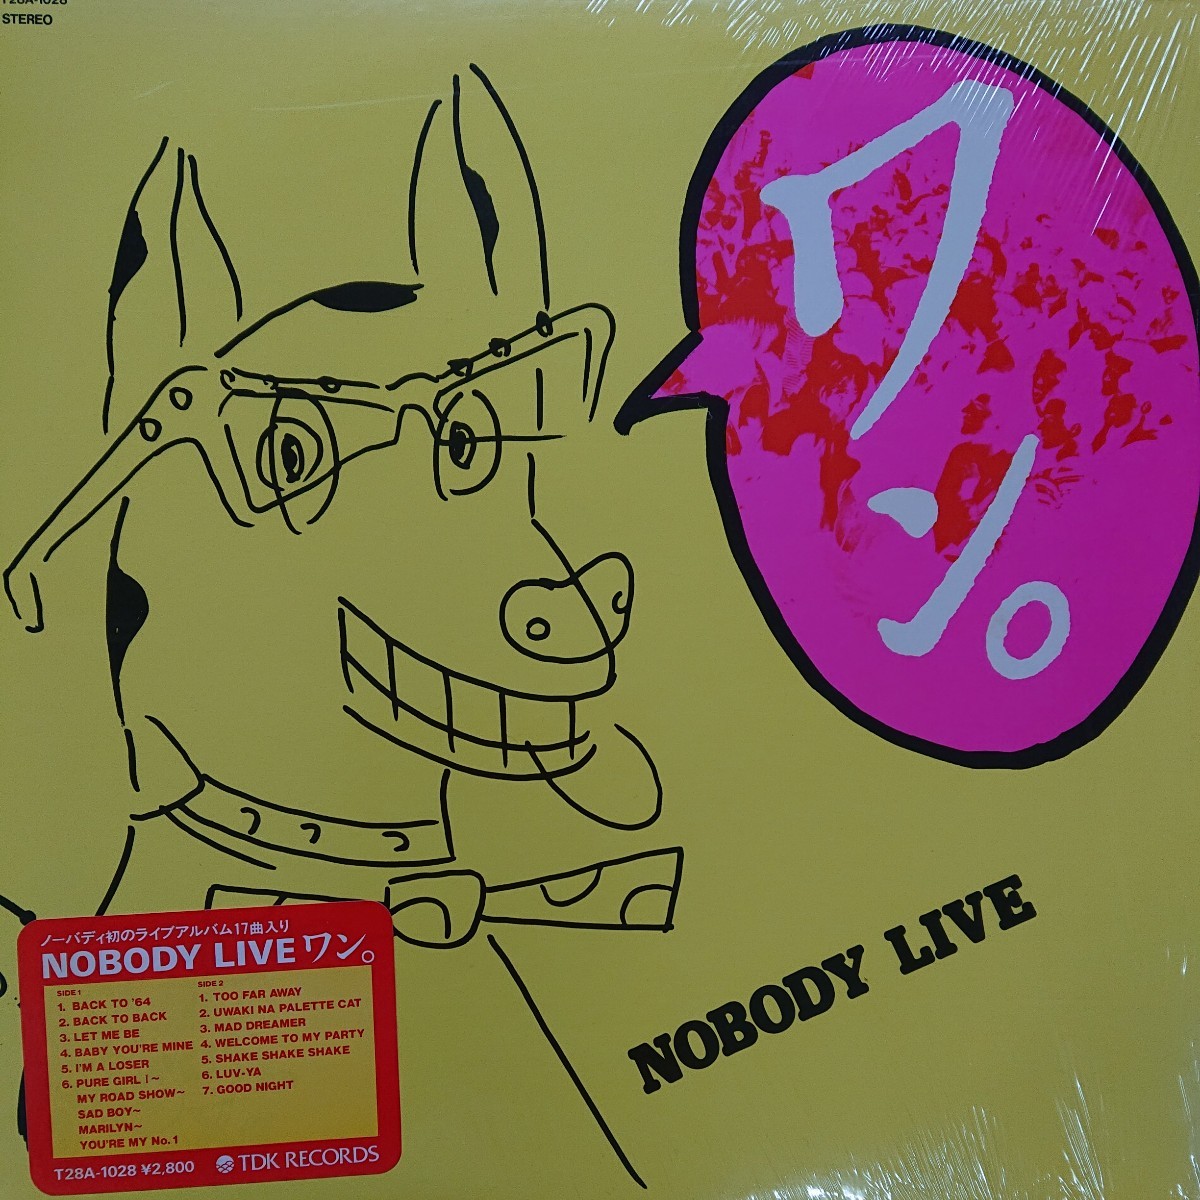 T28A-1028
STEREO
ワン。
NOBODY LIVE
ノーバディ初のライブアルバム17曲入り
NOBODY LIVE ワン。
SIDE 1
1. BACK TO '64
2. BACK TO BACK
3. LET ME BE
4. BABY YOU'RE MINE
5. I'M A LOSER
6. PURE GIRL |~
MY ROAD SHOW~
SAD BOY~
MARILYN~
YOU'RE MY No.1
SIDE 2
1. TOO FAR AWAY
2. UWAKI NA PALETTE CAT
3. MAD DREAMER
4. WELCOME TO MY PARTY
5. SHAKE SHAKE SHAKE
6. LUV-YA
7. GOOD NIGHT
T28A-1028 ¥2,800
TDK RECORDS